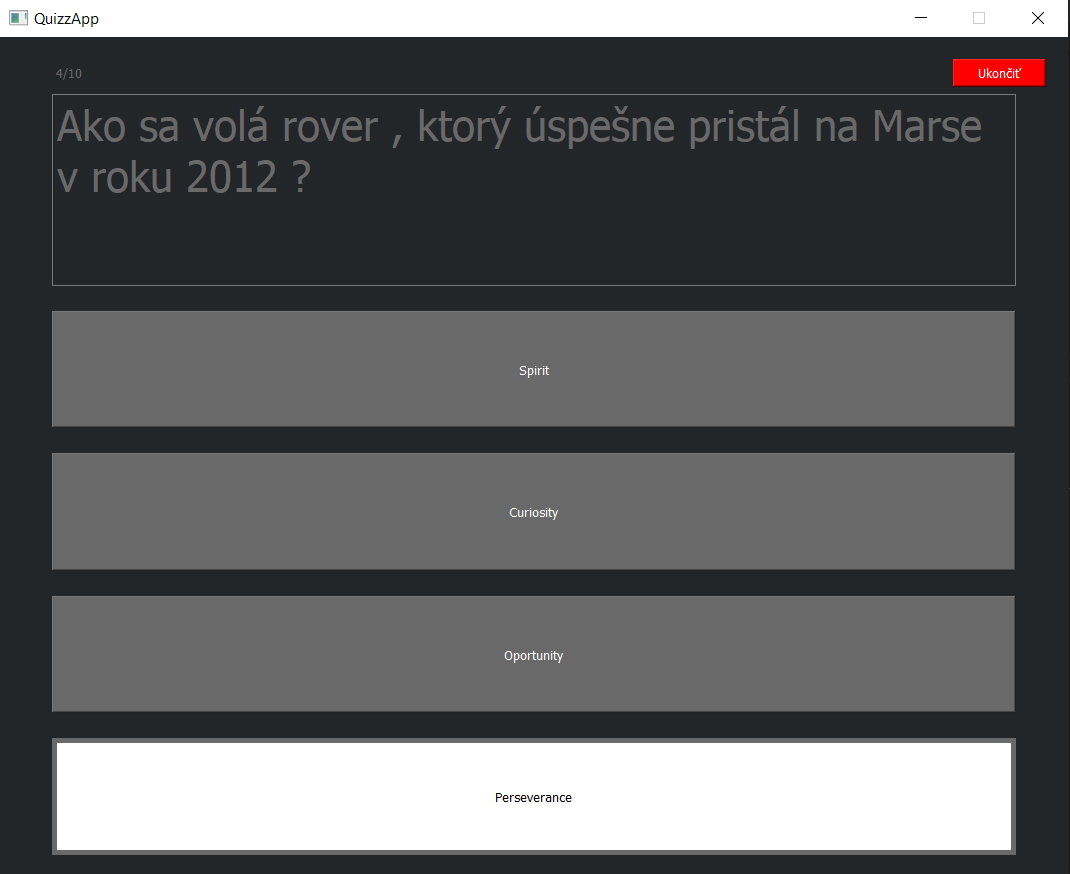 QuizzApp
4/10
Ukončiť
Ako sa volá rover , ktorý úspešne pristál na Marse
v roku 2012 ?
Spirit
Curiosity
Oportunity
Perseverance